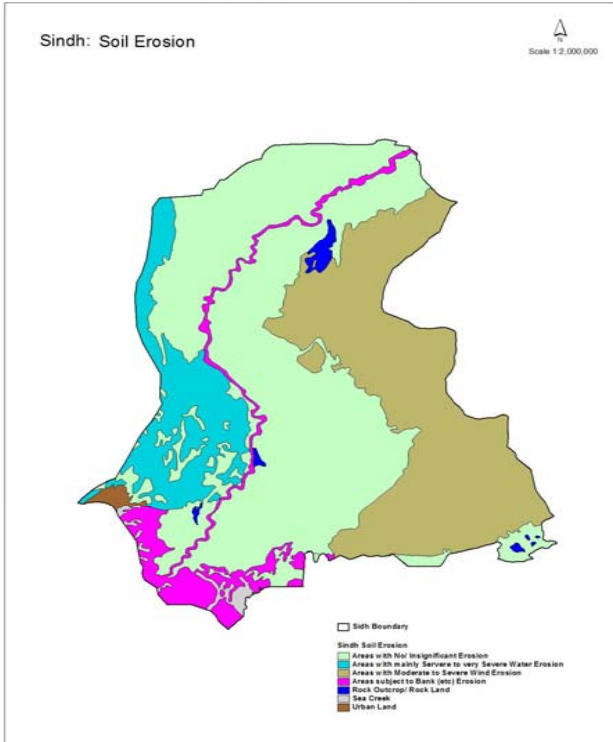 Sindh: Soil Erosion
N
Scale 1:2,000,000
Sidh Boundary
Sindh Soil Erosion
Areas with No/ Insignificant Erosion
Areas with mainly Servere to very Severe Water Erosion
Areas with Moderate to Severe Wind Erosion
Areas subject to Bank (etc) Erosion
Rock Outcrop/ Rock Land
Sea Creek
Urban Land